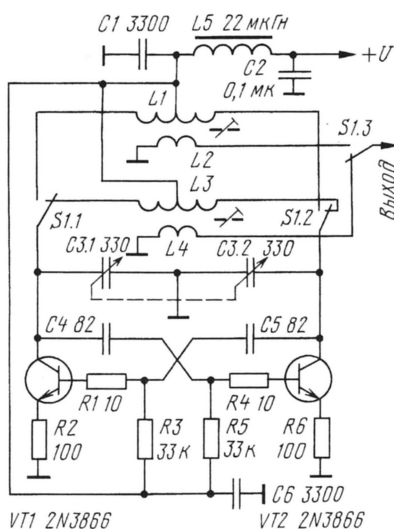 C1 3300
L5 22 мкГн
+U
C2
0,1 мк
L1
L2
S1.3
L3
Выход
S1.1
S1.2
C3.1 330
C3.2 330
L4
C4 82
C5 82
R1 10
R4 10
R2
100
R3
33 к
R5
33 к
R6
100
C6 3300
VT1 2N3866
VT2 2N3866